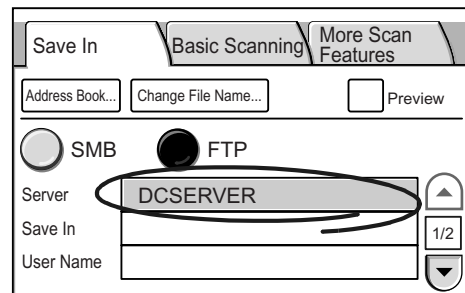 Save In Basic Scanning More Scan Features
Address Book... Change File Name... Preview
SMB FTP
Server DCSERVER
Save In 1/2
User Name